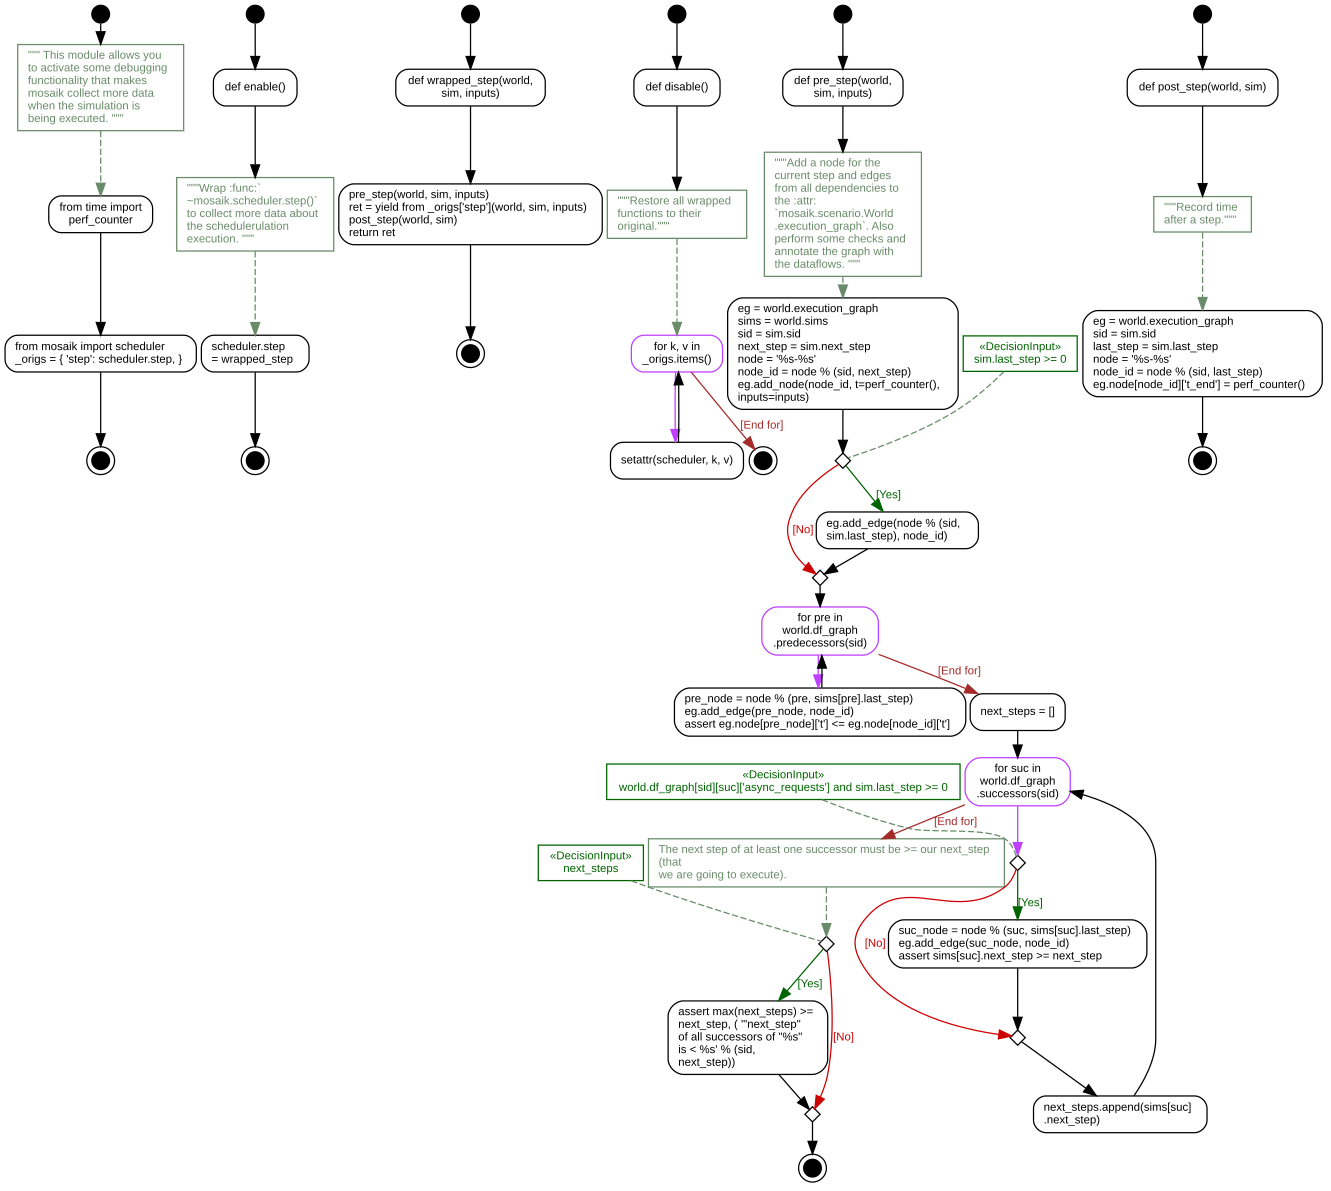 """ This module allows you
to activate some debugging
functionality that makes
mosaik collect more data
when the simulation is
being executed. """
from time import
perf_counter
from mosaik import scheduler
_origs = { 'step': scheduler.step, }
def enable()
""""Wrap :func:`
~mosaik.scheduler.step()`
to collect more data about
the schedulerulation
execution. """
scheduler.step
= wrapped_step
def wrapped_step(world,
sim, inputs)
pre_step(world, sim, inputs)
ret = yield from _origs['step'](world, sim, inputs)
post_step(world, sim)
return ret
def disable()
"""Restore all wrapped
functions to their
original."""
for k, v in
_origs.items()
[End for]
setattr(scheduler, k, v)
def pre_step(world,
sim, inputs)
"""Add a node for the
current step and edges
from all dependencies to
the :attr:
`mosaik.scenario.World
.execution_graph`. Also
perform some checks and
annotate the graph with
the dataflows. """
eg = world.execution_graph
sims = world.sims
sid = sim.sid
next_step = sim.next_step
node = '%s-%s'
node_id = node % (sid, next_step)
eg.add_node(node_id, t=perf_counter(),
inputs=inputs)
«DecisionInput»
sim.last_step >= 0
[Yes]
[No]
eg.add_edge(node % (sid,
sim.last_step), node_id)
for pre in
world.df_graph
.predecessors(sid)
[End for]
pre_node = node % (pre, sims[pre].last_step)
eg.add_edge(pre_node, node_id)
assert eg.node[pre_node]['t'] <= eg.node[node_id]['t']
next_steps = []
for suc in
world.df_graph
.successors(sid)
«DecisionInput»
world.df_graph[sid][suc]['async_requests'] and sim.last_step >= 0
[End for]
The next step of at least one successor must be >= our next_step
(that
we are going to execute).
«DecisionInput»
next_steps
[Yes]
[No]
suc_node = node % (suc, sims[suc].last_step)
eg.add_edge(suc_node, node_id)
assert sims[suc].next_step >= next_step
[Yes]
[No]
assert max(next_steps) >=
next_step, ( '"next_step"
of all successors of "%s"
is < %s' % (sid,
next_step))
next_steps.append(sims[suc]
.next_step)
def post_step(world, sim)
"""Record time
after a step."""
eg = world.execution_graph
sid = sim.sid
last_step = sim.last_step
node = '%s-%s'
node_id = node % (sid, last_step)
eg.node[node_id]['t_end'] = perf_counter()